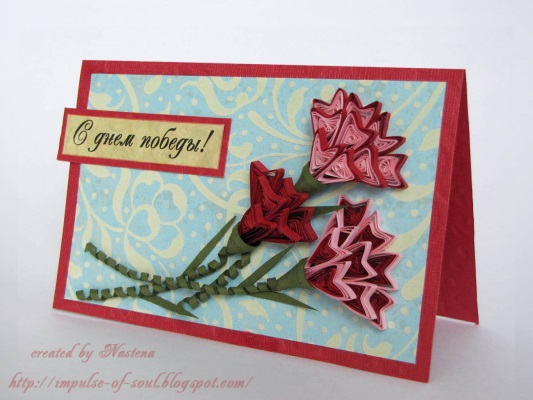 С днем победы!
created by Nastena
http://impulse-of-soul.blogspot.com/